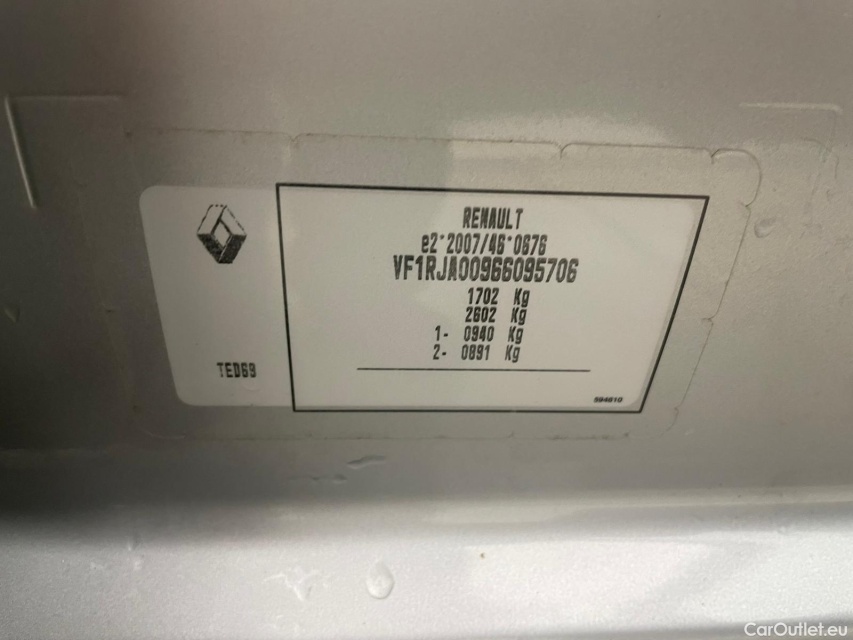 RENAULT
e2*2007/46*0676
VF1RJA00966095706
1702 Kg
2602 Kg
1- 0940 Kg
2- 0891 Kg
TED69
594610
CarOutlet.eu